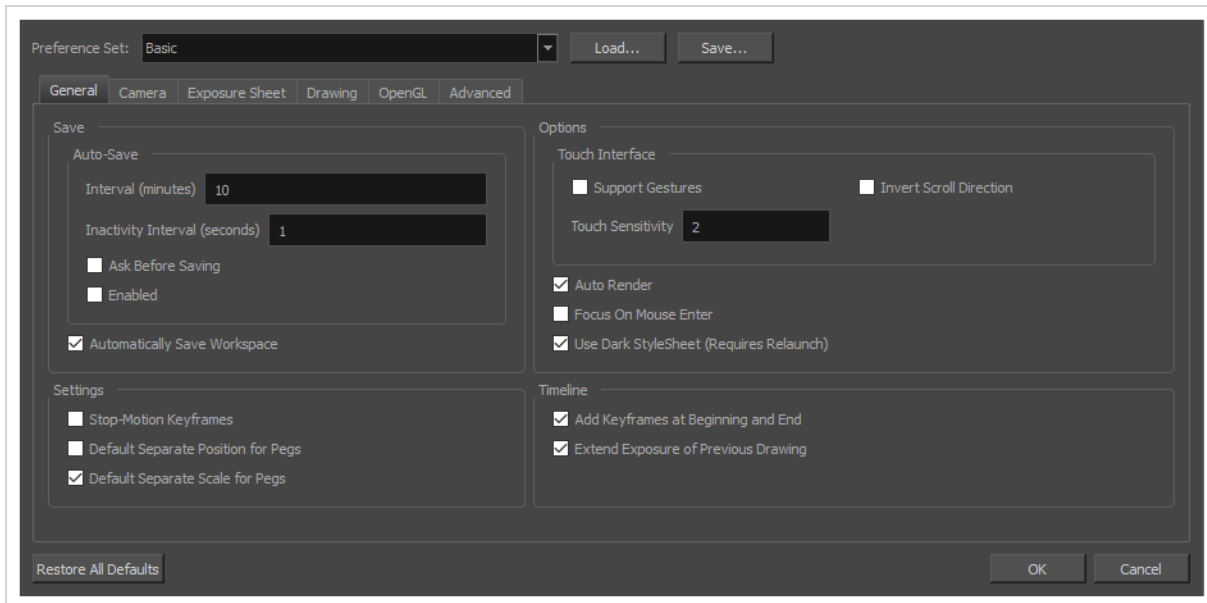 Preference Set: Basic Load... Save...
General Camera Exposure Sheet Drawing OpenGL Advanced
Save
Auto-Save
Interval (minutes) 10
Inactivity Interval (seconds) 1
Ask Before Saving
Enabled
Automatically Save Workspace
Options
Touch Interface
Support Gestures Invert Scroll Direction
Touch Sensitivity 2
Auto Render
Focus On Mouse Enter
Use Dark StyleSheet (Requires Relaunch)
Settings
Stop-Motion Keyframes
Default Separate Position for Pegs
Default Separate Scale for Pegs
Timeline
Add Keyframes at Beginning and End
Extend Exposure of Previous Drawing
Restore All Defaults OK Cancel